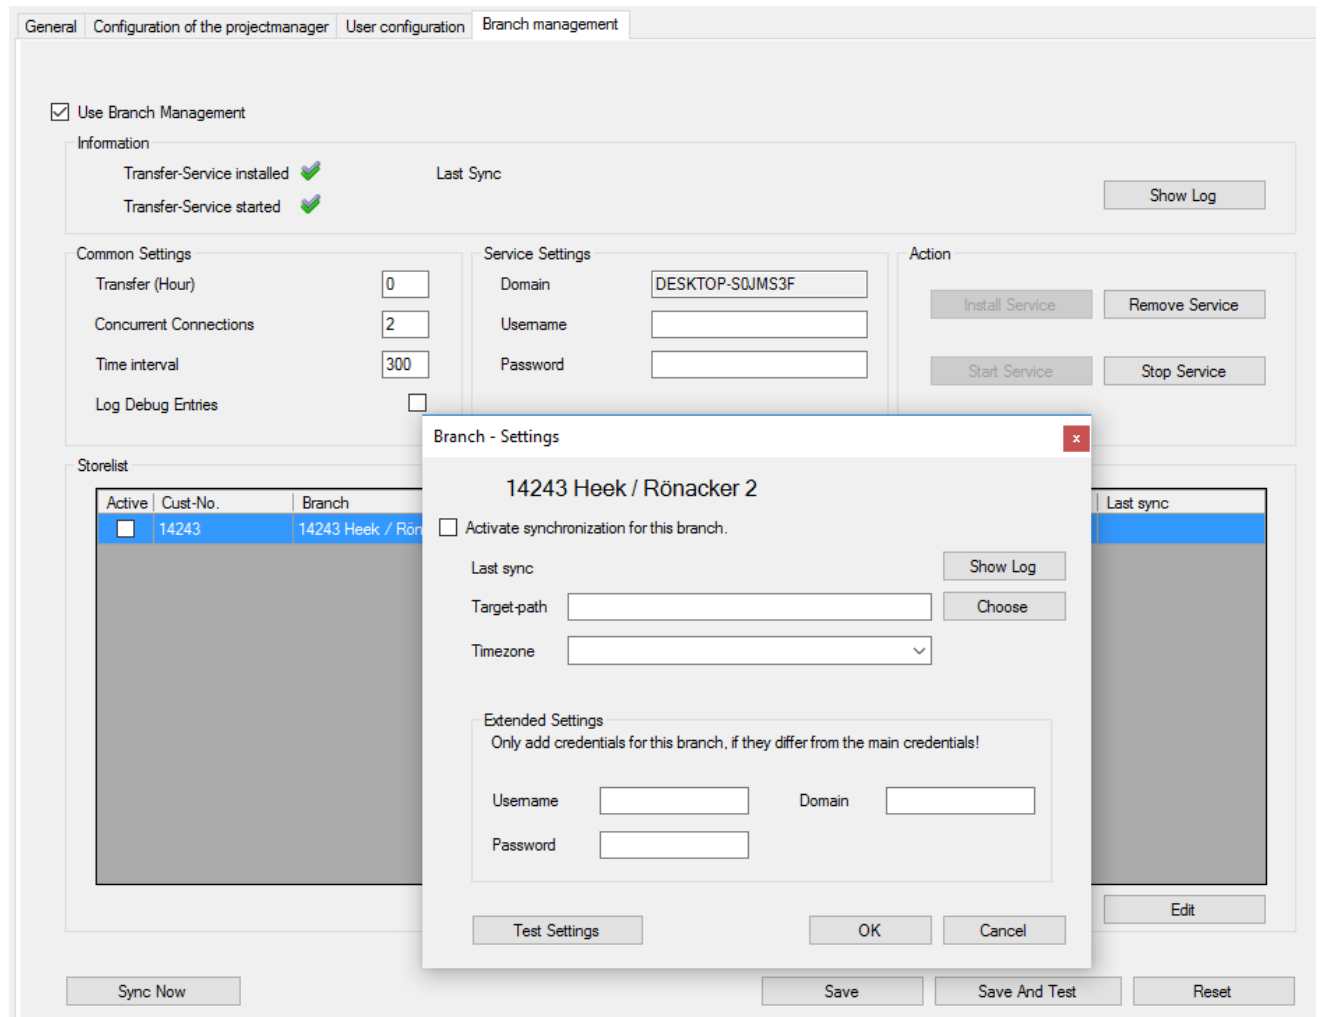 General Configuration of the projectmanager User configuration Branch management
Use Branch Management
Information
Transfer-Service installed Last Sync
Transfer-Service started
Show Log
Common Settings
Transfer (Hour) 0
Concurrent Connections 2
Time interval 300
Log Debug Entries
Service Settings
Domain DESKTOP-S0JMS3F
Username
Password
Action
Install Service Remove Service
Start Service Stop Service
Storelist
Active Cust-No. Branch Last sync
14243 14243 Heek / Rön
Branch - Settings x
14243 Heek / Rönacker 2
Activate synchronization for this branch.
Last sync Show Log
Target-path Choose
Timezone
Extended Settings
Only add credentials for this branch, if they differ from the main credentials!
Username Domain
Password
Test Settings OK Cancel
Edit
Sync Now Save Save And Test Reset